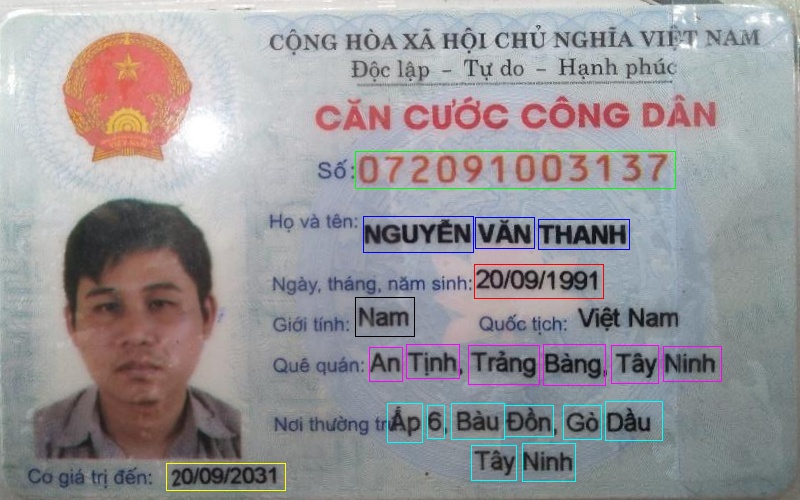 CỘNG HÒA XÃ HỘI CHỦ NGHĨA VIỆT NAM
Độc lập – Tự do – Hạnh phúc
CĂN CƯỚC CÔNG DÂN
Số: 072091003137
Họ và tên: NGUYỄN VĂN THANH
Ngày, tháng, năm sinh: 20/09/1991
Giới tính: Nam Quốc tịch: Việt Nam
Quê quán: An Tịnh, Trảng Bàng, Tây Ninh
Nơi thường trú: Ấp 6, Bàu Đồn, Gò Dầu
Tây Ninh
Có giá trị đến: 20/09/2031